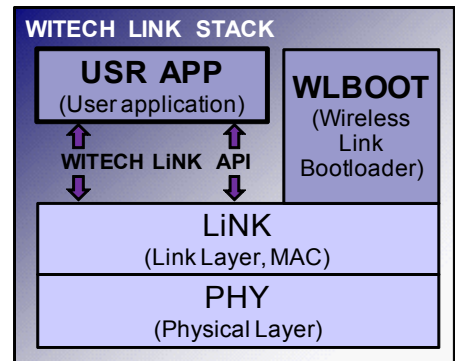 WITECH LINK STACK
USR APP
(User application)
WITECH LiNK API
WLBOOT
(Wireless
Link
Bootloader)
LiNK
(Link Layer, MAC)
PHY
(Physical Layer)